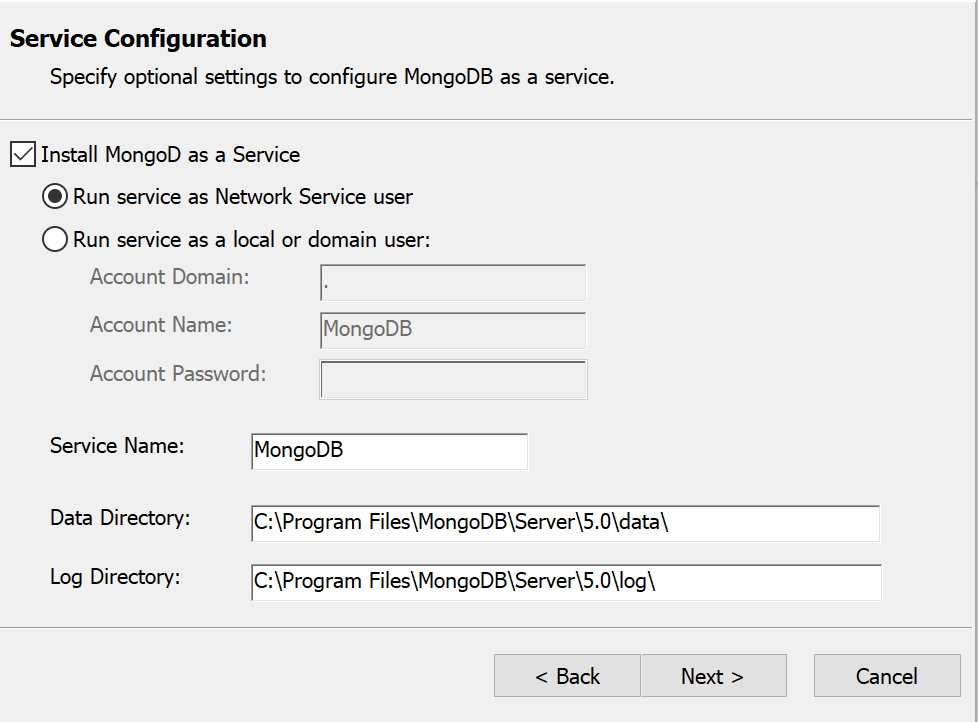 Service Configuration
Specify optional settings to configure MongoDB as a service.
Install MongoD as a Service
Run service as Network Service user
Run service as a local or domain user:
Account Domain: .
Account Name: MongoDB
Account Password:
Service Name: MongoDB
Data Directory: C:\Program Files\MongoDB\Server\5.0\data\
Log Directory: C:\Program Files\MongoDB\Server\5.0\log\
< Back Next > Cancel